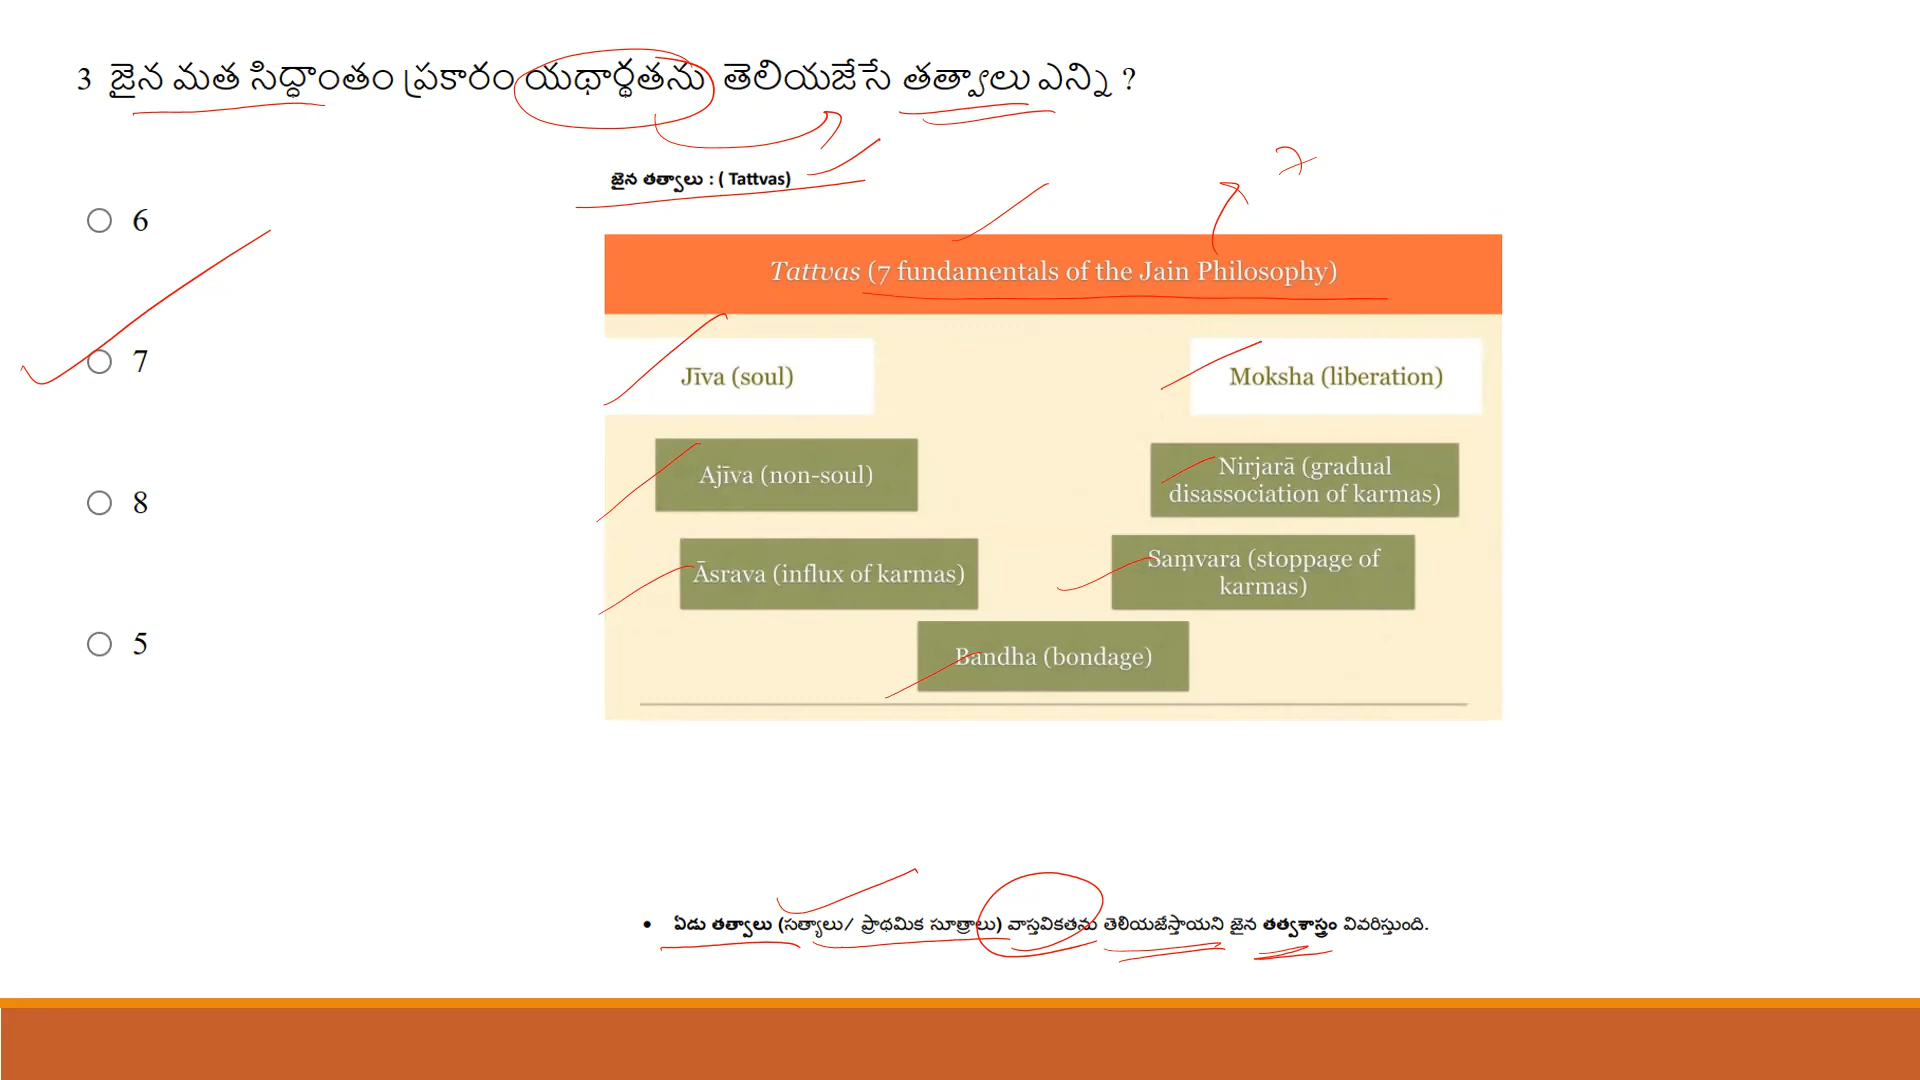 3 జైన మత సిద్ధాంతం ప్రకారం యథార్థతను తెలియజేసే తత్వాలు ఎన్ని ?
7
జైన తత్వాలు : ( Tattvas)
6
7
8
5
Tattvas (7 fundamentals of the Jain Philosophy)
Jīva (soul)
Moksha (liberation)
Ajīva (non-soul)
Nirjarā (gradual
disassociation of karmas)
Āsrava (influx of karmas)
Saṃvara (stoppage of
karmas)
Bandha (bondage)
• ఏడు తత్వాలు (సత్యాలు/ ప్రాథమిక సూత్రాలు) వాస్తవికతను తెలియజేస్తాయని జైన తత్వశాస్త్రం వివరిస్తుంది.